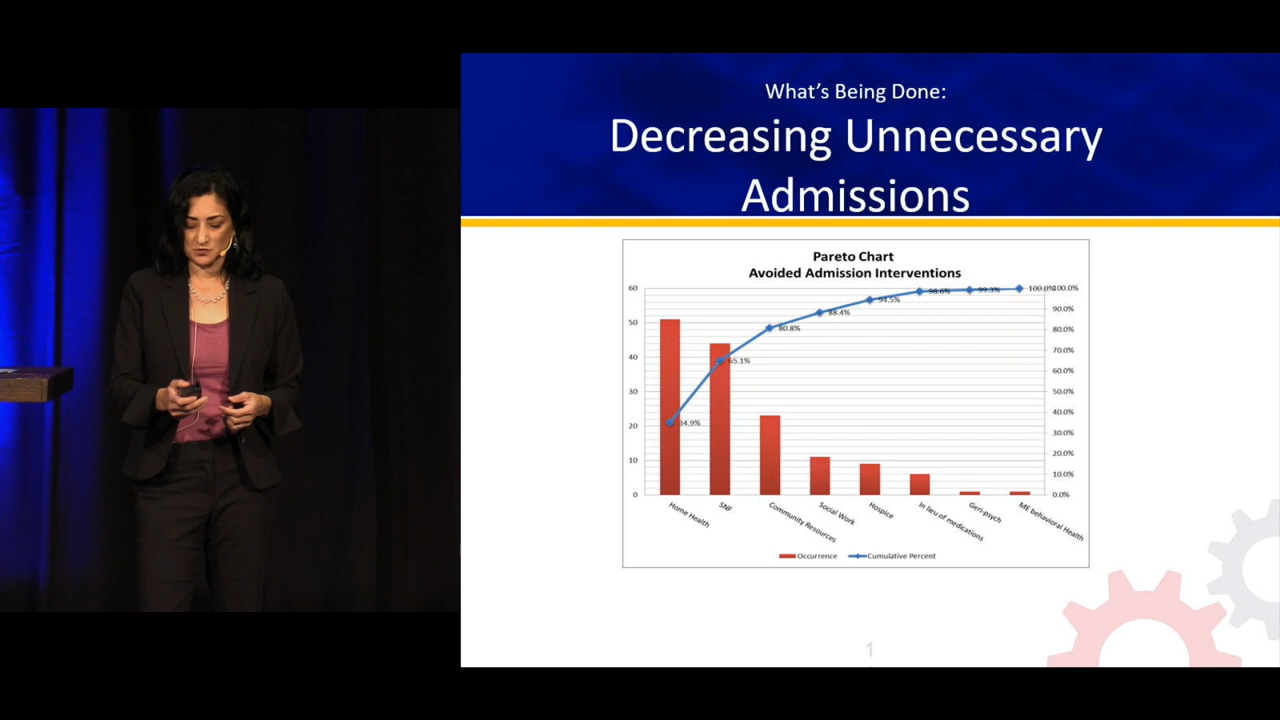 What's Being Done:
Decreasing Unnecessary
Admissions
Pareto Chart
Avoided Admission Interventions
60
50
40
30
20
10
0
100.0%
90.0%
80.0%
70.0%
60.0%
50.0%
40.0%
30.0%
20.0%
10.0%
0.0%
34.9%
65.1%
80.8%
88.4%
94.5%
98.6%
99.3%
100.0%
Home Health
SNF
Community Resources
Social Work
Hospice
In lieu of medications
Geri-psych
ME behavioral Health
Occurrence
Cumulative Percent
1